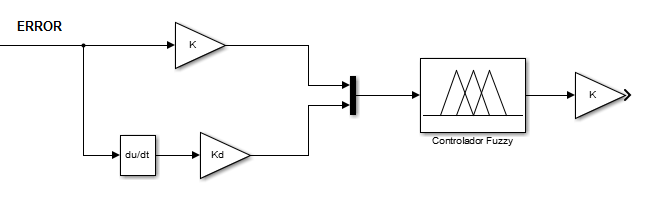 ERROR
K
du/dt
Kd
Controlador Fuzzy
K